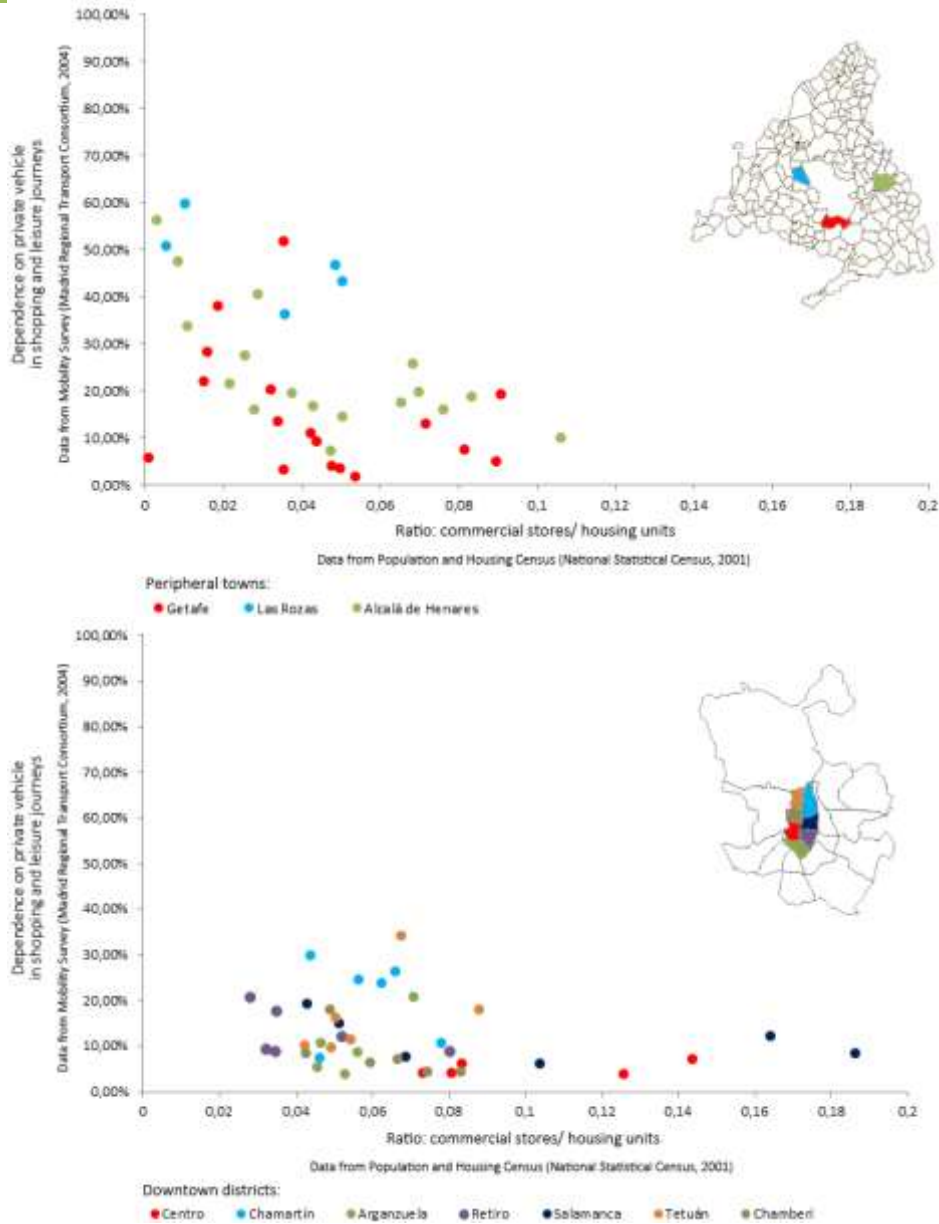 100,00%
90,00%
80,00%
70,00%
60,00%
50,00%
40,00%
30,00%
20,00%
10,00%
0,00%
Dependence on private vehicle
in shopping and leisure journeys
Data from Mobility Survey (Madrid Regional Transport Consortium, 2004)
0 0,02 0,04 0,06 0,08 0,1 0,12 0,14 0,16 0,18 0,2
Ratio: commercial stores/ housing units
Data from Population and Housing Census (National Statistical Census, 2001)
Peripheral towns:
Getafe Las Rozas Alcalá de Henares
100,00%
90,00%
80,00%
70,00%
60,00%
50,00%
40,00%
30,00%
20,00%
10,00%
0,00%
Dependence on private vehicle
in shopping and leisure journeys
Data from Mobility Survey (Madrid Regional Transport Consortium, 2004)
0 0,02 0,04 0,06 0,08 0,1 0,12 0,14 0,16 0,18 0,2
Ratio: commercial stores/ housing units
Data from Population and Housing Census (National Statistical Census, 2001)
Downtown districts:
Centro Chamartín Arganzuela Retiro Salamanca Tetuán Chamberí